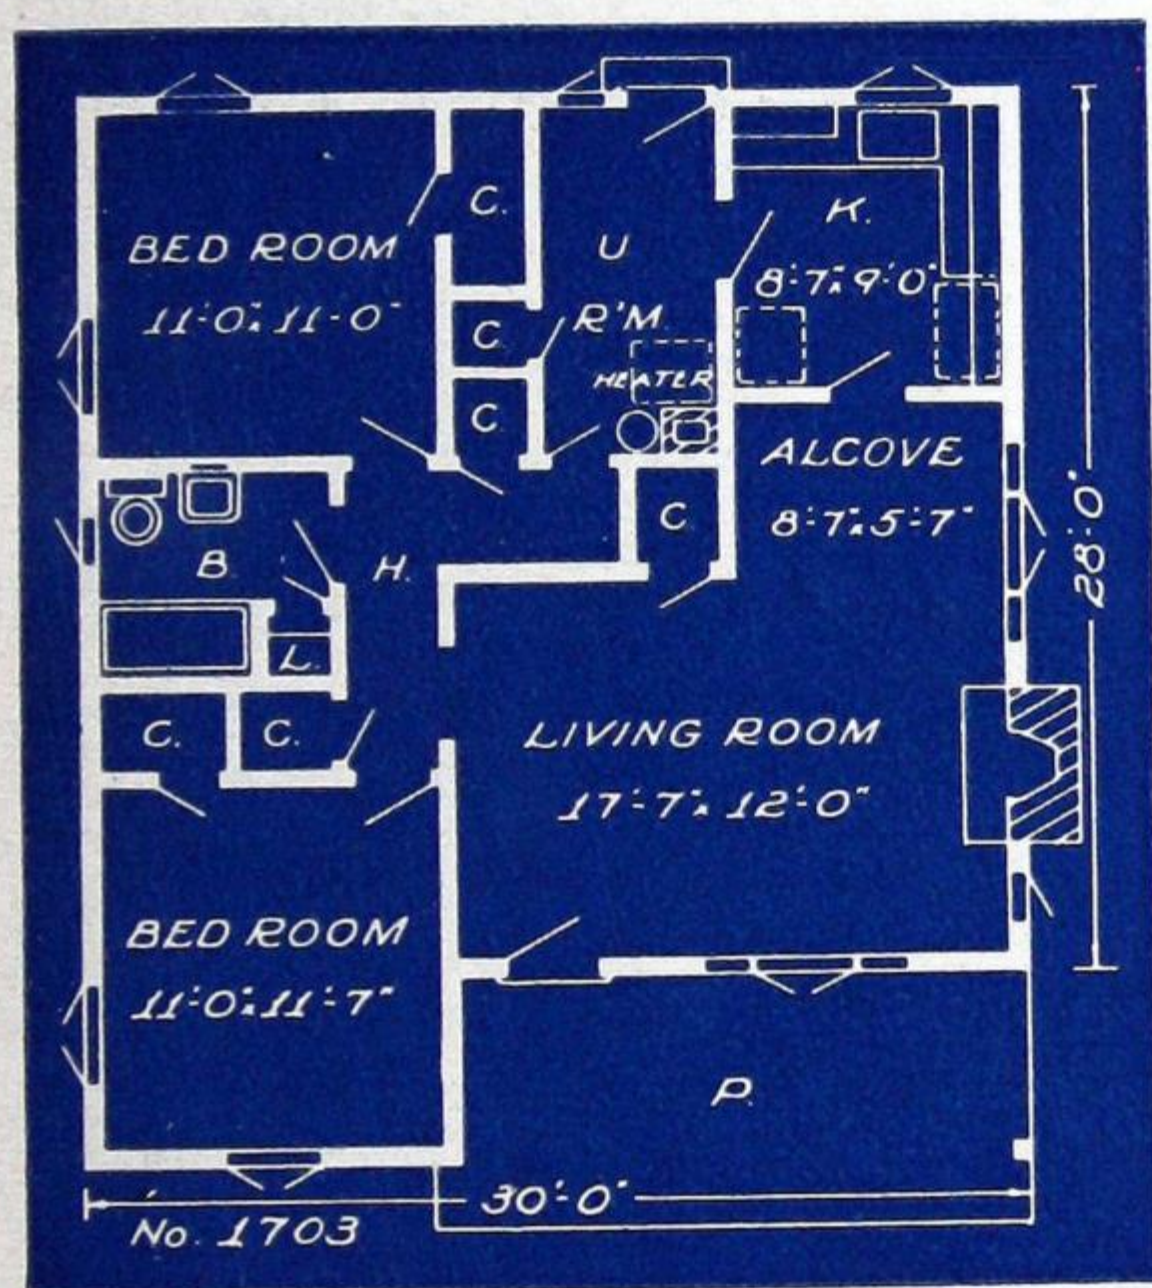 C.
BED ROOM
11'-0" x 11'-0"
U
R'M.
HEATER
K.
8'-7" x 9'-0"
C.
C.
ALCOVE
8'-7" x 5'-7"
C.
28'-0"
B.
H.
L.
C.
C.
LIVING ROOM
17'-7" x 12'-0"
BED ROOM
11'-0" x 11'-7"
P.
30'-0"
No. 1703